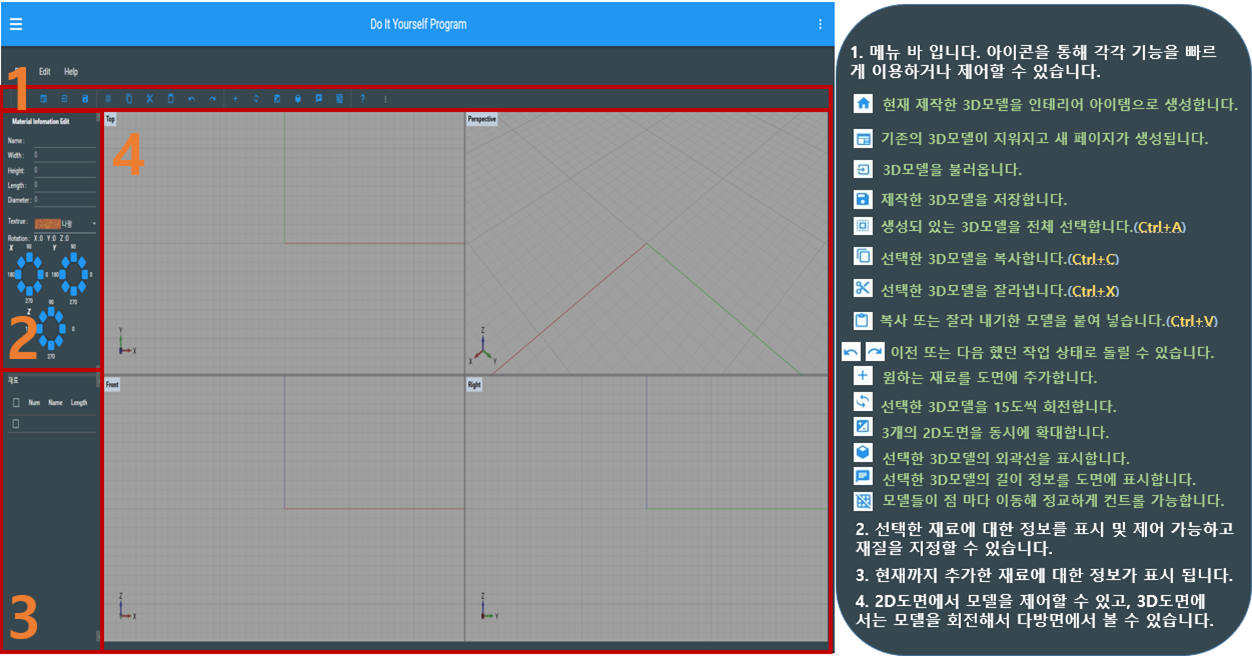 Do It Yourself Program
Edit Help
1
Material Infomation Edit
Name :
Width : 0
Height: 0
Length : 0
Diameter : 0
Textrue : 나왕
Rotation : X:0 Y:0 Z:0
X 90 Y 90
180 0 180 0
270 90 270
Z
0
270
2
재료
Num Name Length
3
Top
4
Y
X
Perspective
Z
X Y
Front
Z
X
Right
Z
Y
1. 메뉴 바 입니다. 아이콘을 통해 각각 기능을 빠르
게 이용하거나 제어할 수 있습니다.
현재 제작한 3D모델을 인테리어 아이템으로 생성합니다.
기존의 3D모델이 지워지고 새 페이지가 생성됩니다.
3D모델을 불러옵니다.
제작한 3D모델을 저장합니다.
생성되 있는 3D모델을 전체 선택합니다.(Ctrl+A)
선택한 3D모델을 복사합니다.(Ctrl+C)
선택한 3D모델을 잘라냅니다.(Ctrl+X)
복사 또는 잘라 내기한 모델을 붙여 넣습니다.(Ctrl+V)
이전 또는 다음 했던 작업 상태로 돌릴 수 있습니다.
원하는 재료를 도면에 추가합니다.
선택한 3D모델을 15도씩 회전합니다.
3개의 2D도면을 동시에 확대합니다.
선택한 3D모델의 외곽선을 표시합니다.
선택한 3D모델의 길이 정보를 도면에 표시합니다.
모델들이 점 마다 이동해 정교하게 컨트롤 가능합니다.
2. 선택한 재료에 대한 정보를 표시 및 제어 가능하고
재질을 지정할 수 있습니다.
3. 현재까지 추가한 재료에 대한 정보가 표시 됩니다.
4. 2D도면에서 모델을 제어할 수 있고, 3D도면에
서는 모델을 회전해서 다방면에서 볼 수 있습니다.